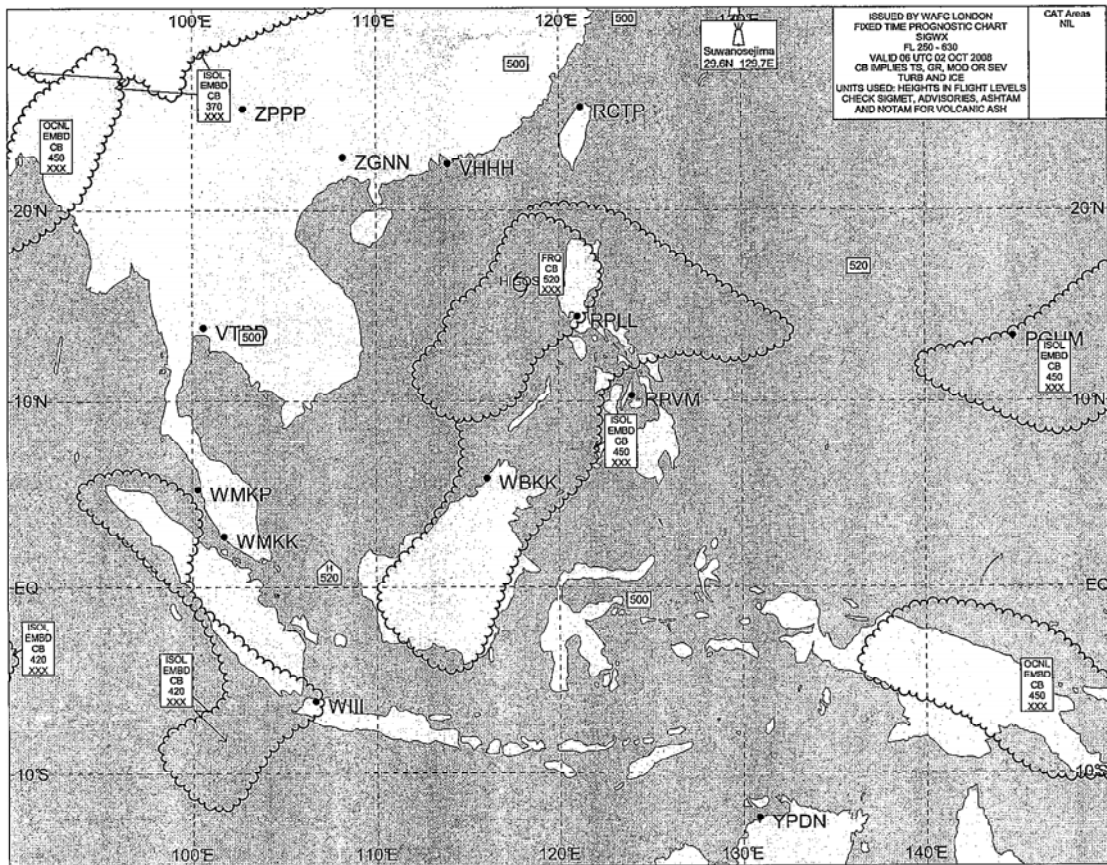 100°E
110°E
120°E
130°E
500
Suwanosejima
29.6N 129.7E
ISSUED BY WAFC LONDON
FIXED TIME PROGNOSTIC CHART
SIGWX
FL 250 - 630
VALID 06 UTC 02 OCT 2008
CB IMPLIES TS, GR, MOD OR SEV
TURB AND ICE
UNITS USED: HEIGHTS IN FLIGHT LEVELS
CHECK SIGMET, ADVISORIES, ASHTAM
AND NOTAM FOR VOLCANIC ASH
CAT Areas
NIL
500
ISOL
EMBD
CB
370
XXX
ZPPP
RCTP
OCNL
EMBD
CB
450
XXX
ZGNN
VHHH
20°N
20°N
FRQ
CB
520
XXX
520
RPLL
VTBD
500
PGUM
ISOL
EMBD
CB
450
XXX
10°N
10°N
RPVM
ISOL
EMBD
CB
450
XXX
WBKK
WMKP
WMKK
H
520
EQ
EQ
500
ISOL
EMBD
CB
420
XXX
ISOL
EMBD
CB
420
XXX
OCNL
EMBD
CB
450
XXX
WIII
10°S
10°S
YPDN
100°E
110°E
120°E
130°E
140°E